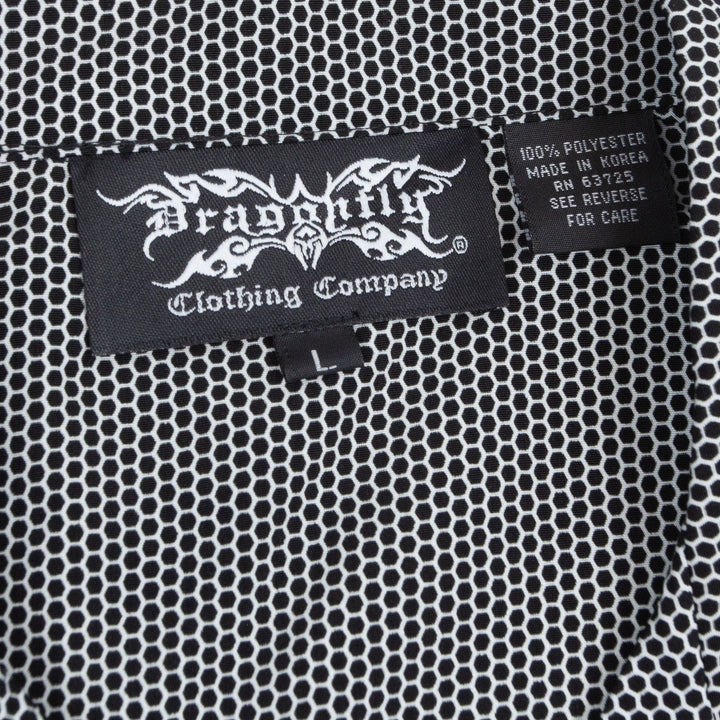 Dragonfly
®
Clothing Company
L
100% POLYESTER
MADE IN KOREA
RN 63725
SEE REVERSE
FOR CARE